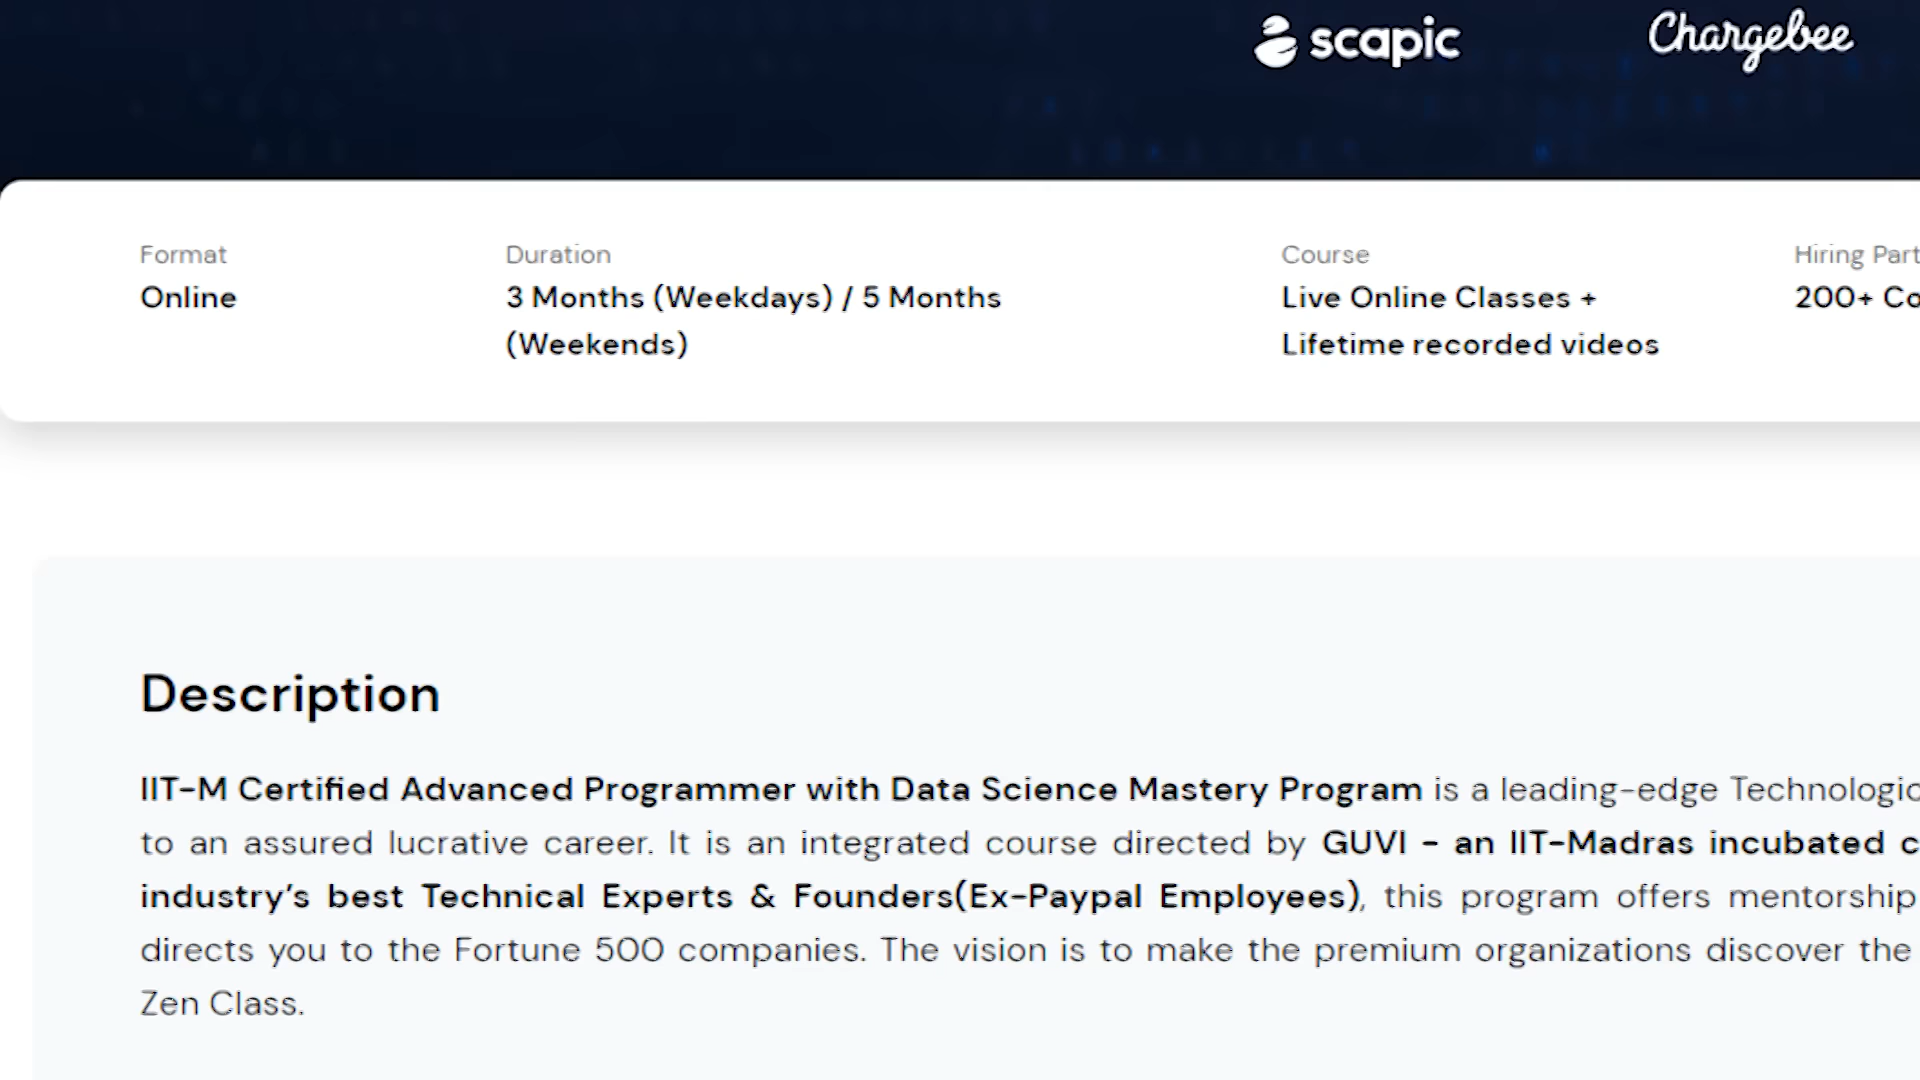 scapic
Chargebee
Format
Online
Duration
3 Months (Weekdays) / 5 Months
(Weekends)
Course
Live Online Classes +
Lifetime recorded videos
Hiring
200+
Description
IIT-M Certified Advanced Programmer with Data Science Mastery Program is a leading-edge
to an assured lucrative career. It is an integrated course directed by GUVI - an IIT-Madras incubated
industry's best Technical Experts & Founders(Ex-Paypal Employees), this program offers mentorship
directs you to the Fortune 500 companies. The vision is to make the premium organizations discover the
Zen Class.